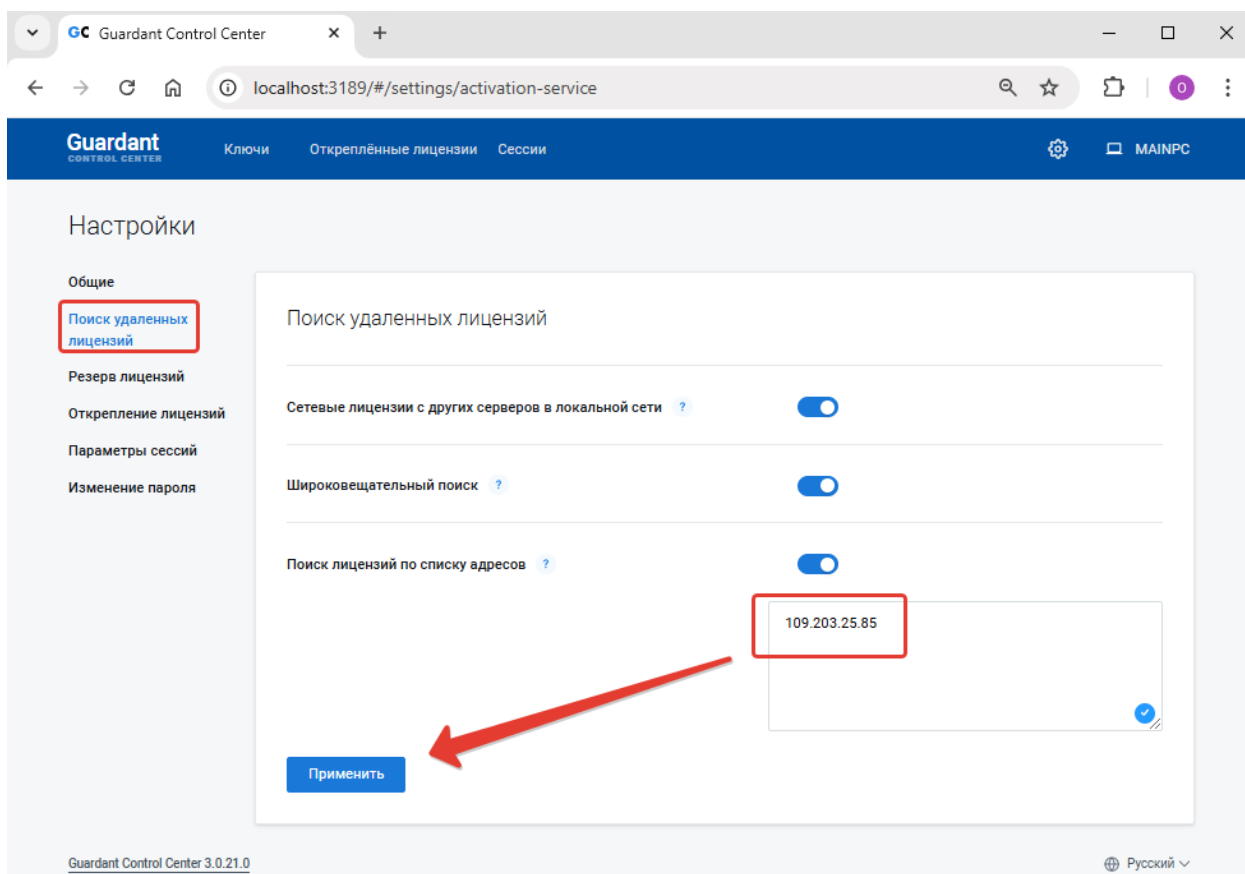 GC Guardant Control Center
localhost:3189/#/settings/activation-service
O
Guardant
CONTROL CENTER
Ключи
Откреплённые лицензии
Сессии
MAINPC
Настройки
Общие
Поиск удаленных
лицензий
Резерв лицензий
Открепление лицензий
Параметры сессий
Изменение пароля
Поиск удаленных лицензий
Сетевые лицензии с других серверов в локальной сети ?
Широковещательный поиск ?
Поиск лицензий по списку адресов ?
109.203.25.85
Применить
Guardant Control Center 3.0.21.0
Русский